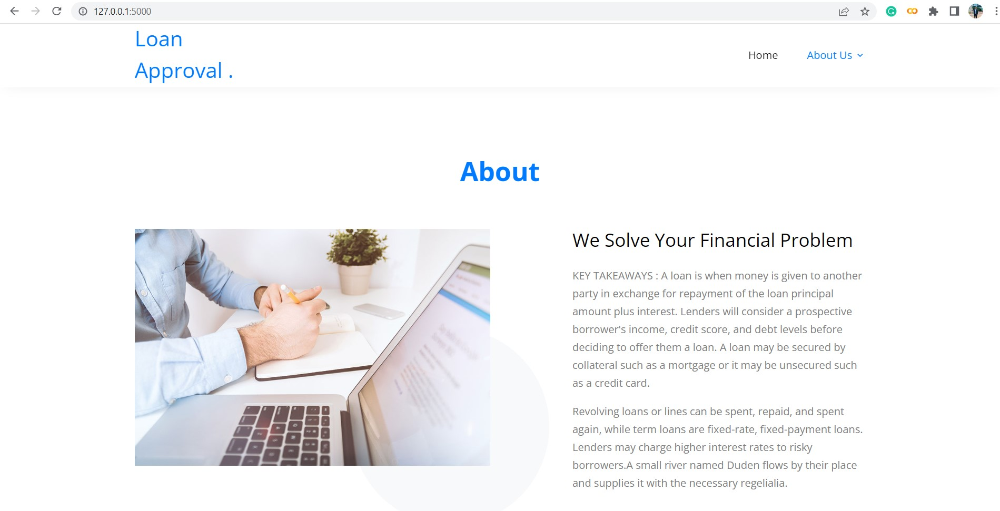 127.0.0.1:5000
Loan
Approval .
Home
About Us
About
We Solve Your Financial Problem
KEY TAKEAWAYS : A loan is when money is given to another
party in exchange for repayment of the loan principal
amount plus interest. Lenders will consider a prospective
borrower's income, credit score, and debt levels before
deciding to offer them a loan. A loan may be secured by
collateral such as a mortgage or it may be unsecured such
as a credit card.
Revolving loans or lines can be spent, repaid, and spent
again, while term loans are fixed-rate, fixed-payment loans.
Lenders may charge higher interest rates to risky
borrowers.A small river named Duden flows by their place
and supplies it with the necessary regelialia.